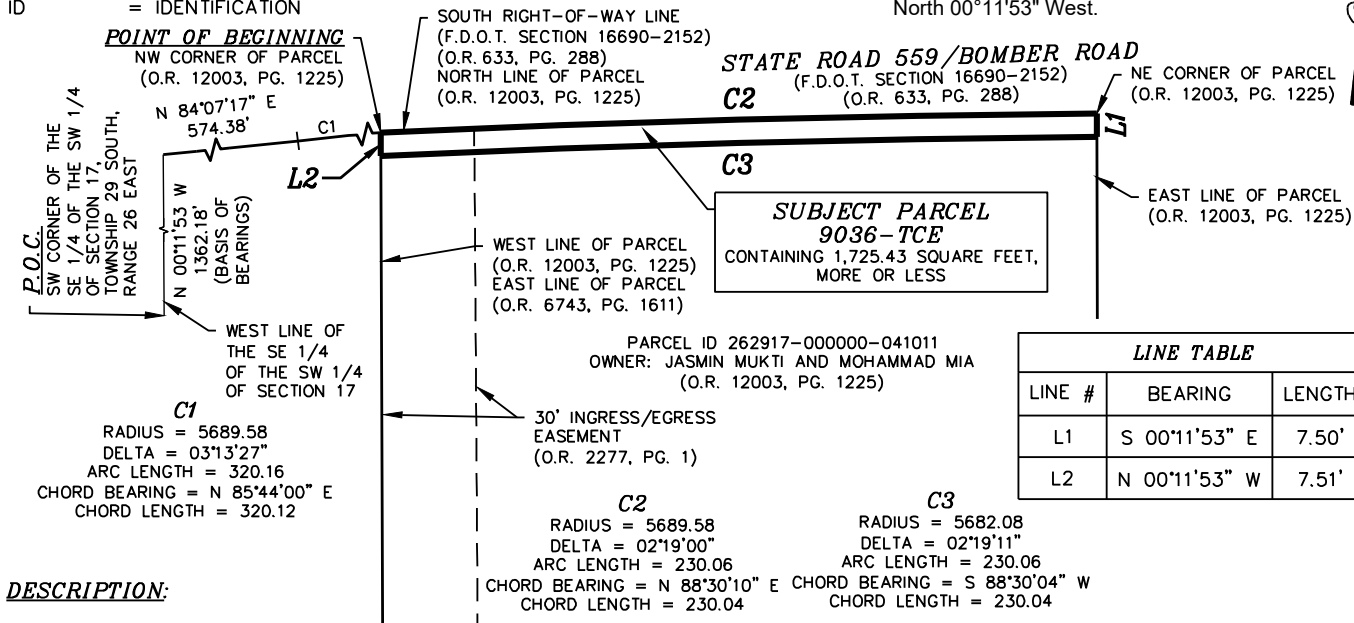 ID = IDENTIFICATION
North 00°11'53" West.
POINT OF BEGINNING
NW CORNER OF PARCEL
(O.R. 12003, PG. 1225)
SOUTH RIGHT-OF-WAY LINE
(F.D.O.T. SECTION 16690-2152)
(O.R. 633, PG. 288)
NORTH LINE OF PARCEL
(O.R. 12003, PG. 1225)
STATE ROAD 559/BOMBER ROAD
(F.D.O.T. SECTION 16690-2152)
(O.R. 633, PG. 288)
NE CORNER OF PARCEL
(O.R. 12003, PG. 1225)
N 84°07'17" E
574.38'
C1
C2
L1
L2
C3
P.O.C.
SW CORNER OF THE
SE 1/4 OF THE SW 1/4
OF SECTION 17,
TOWNSHIP 29 SOUTH,
RANGE 26 EAST
N 00°11'53 W
1362.18'
(BASIS OF
BEARINGS)
EAST LINE OF PARCEL
(O.R. 12003, PG. 1225)
SUBJECT PARCEL
9036-TCE
CONTAINING 1,725.43 SQUARE FEET,
MORE OR LESS
WEST LINE OF PARCEL
(O.R. 12003, PG. 1225)
EAST LINE OF PARCEL
(O.R. 6743, PG. 1611)
WEST LINE OF
THE SE 1/4
OF THE SW 1/4
OF SECTION 17
PARCEL ID 262917-000000-041011
OWNER: JASMIN MUKTI AND MOHAMMAD MIA
(O.R. 12003, PG. 1225)
30' INGRESS/EGRESS
EASEMENT
(O.R. 2277, PG. 1)
LINE TABLE
LINE # BEARING LENGTH
L1 S 00°11'53" E 7.50'
L2 N 00°11'53" W 7.51'
C1
RADIUS = 5689.58
DELTA = 03°13'27"
ARC LENGTH = 320.16
CHORD BEARING = N 85°44'00" E
CHORD LENGTH = 320.12
C2
RADIUS = 5689.58
DELTA = 02°19'00"
ARC LENGTH = 230.06
CHORD BEARING = N 88°30'10" E
CHORD LENGTH = 230.04
C3
RADIUS = 5682.08
DELTA = 02°19'11"
ARC LENGTH = 230.06
CHORD BEARING = S 88°30'04" W
CHORD LENGTH = 230.04
DESCRIPTION: